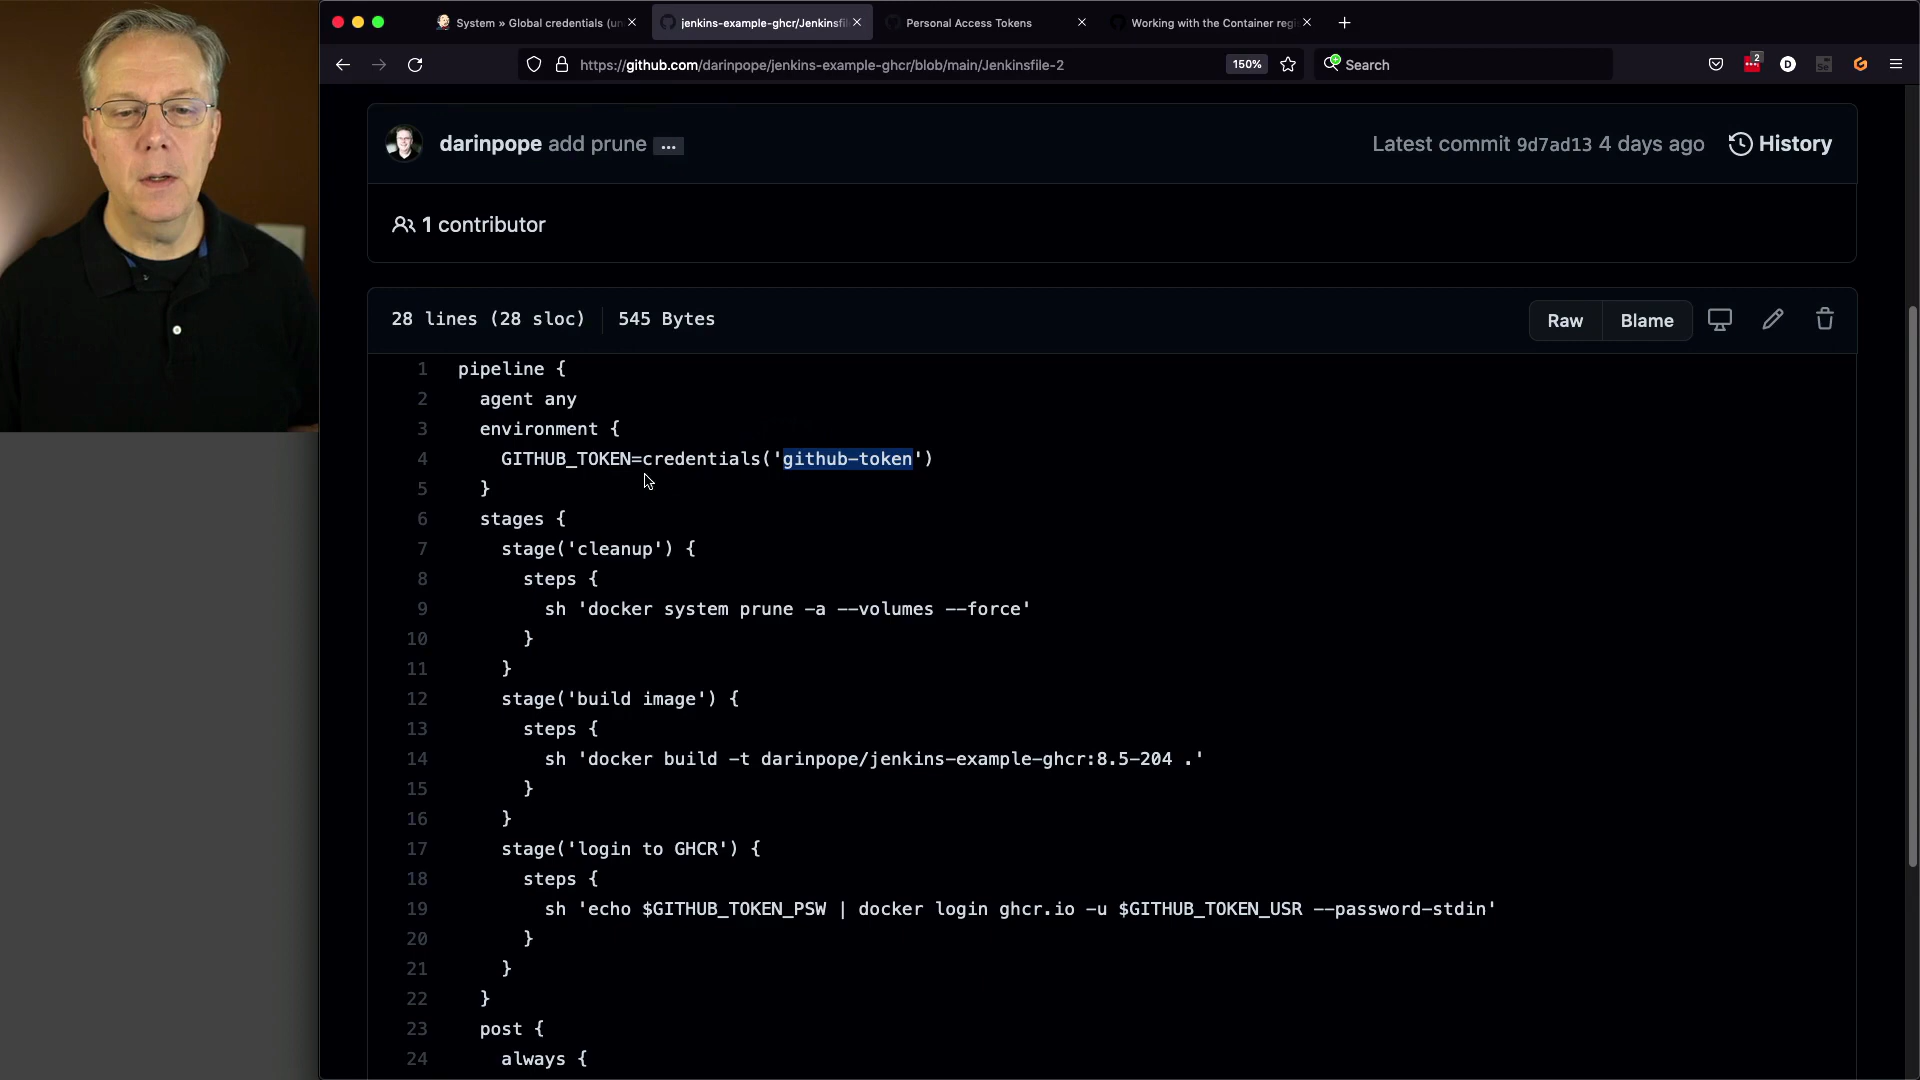 System » Global credentials (un
jenkins-example-ghcr/Jenkinsfil
Personal Access Tokens
Working with the Container regi
https://github.com/darinpope/jenkins-example-ghcr/blob/main/Jenkinsfile-2
150%
Search
2
D
darinpope add prune ...
Latest commit 9d7ad13 4 days ago
History
1 contributor
28 lines (28 sloc)
545 Bytes
Raw
Blame
1 pipeline {
2 agent any
3 environment {
4 GITHUB_TOKEN=credentials('github-token')
5 }
6 stages {
7 stage('cleanup') {
8 steps {
9 sh 'docker system prune -a --volumes --force'
10 }
11 }
12 stage('build image') {
13 steps {
14 sh 'docker build -t darinpope/jenkins-example-ghcr:8.5-204 .'
15 }
16 }
17 stage('login to GHCR') {
18 steps {
19 sh 'echo $GITHUB_TOKEN_PSW | docker login ghcr.io -u $GITHUB_TOKEN_USR --password-stdin'
20 }
21 }
22 }
23 post {
24 always {